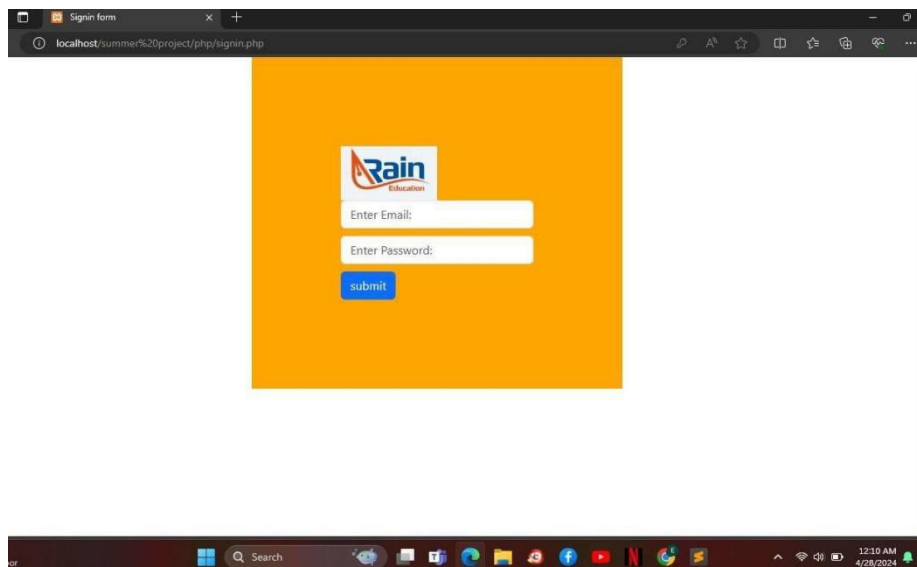 Signin form
localhost/summer%20project/php/signin.php
Rain
Education
Enter Email:
Enter Password:
submit
Search
12:10 AM
4/28/2024